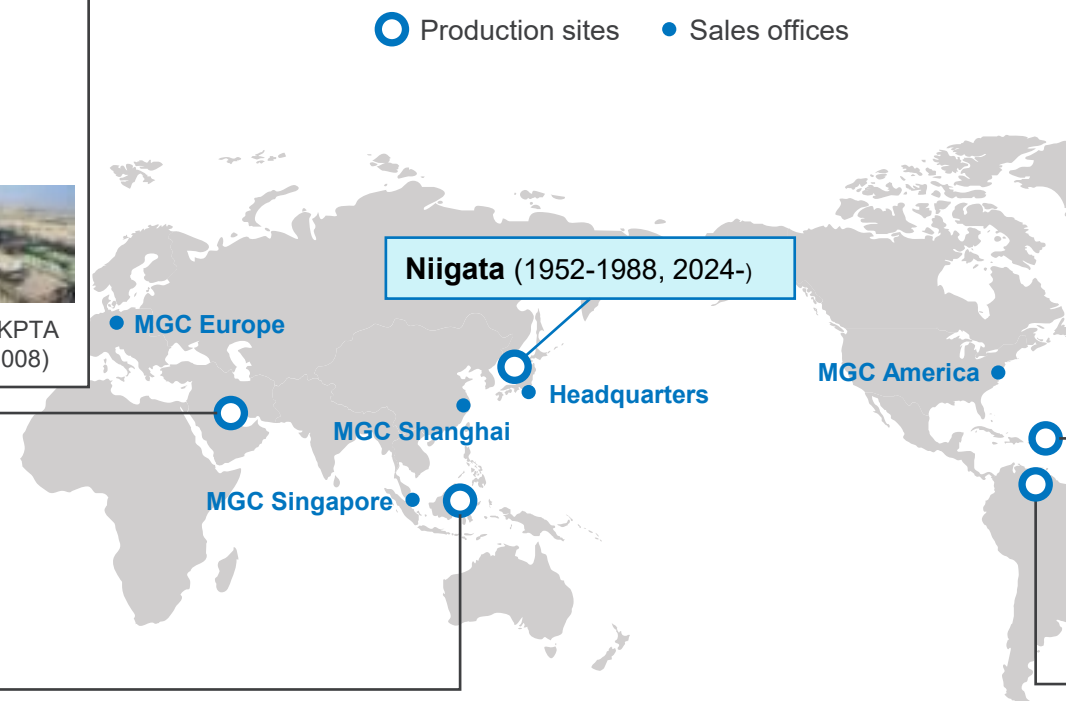 Production sites
Sales offices
Niigata (1952-1988, 2024-)
KPTA
008)
MGC Europe
MGC America
Headquarters
MGC Shanghai
MGC Singapore